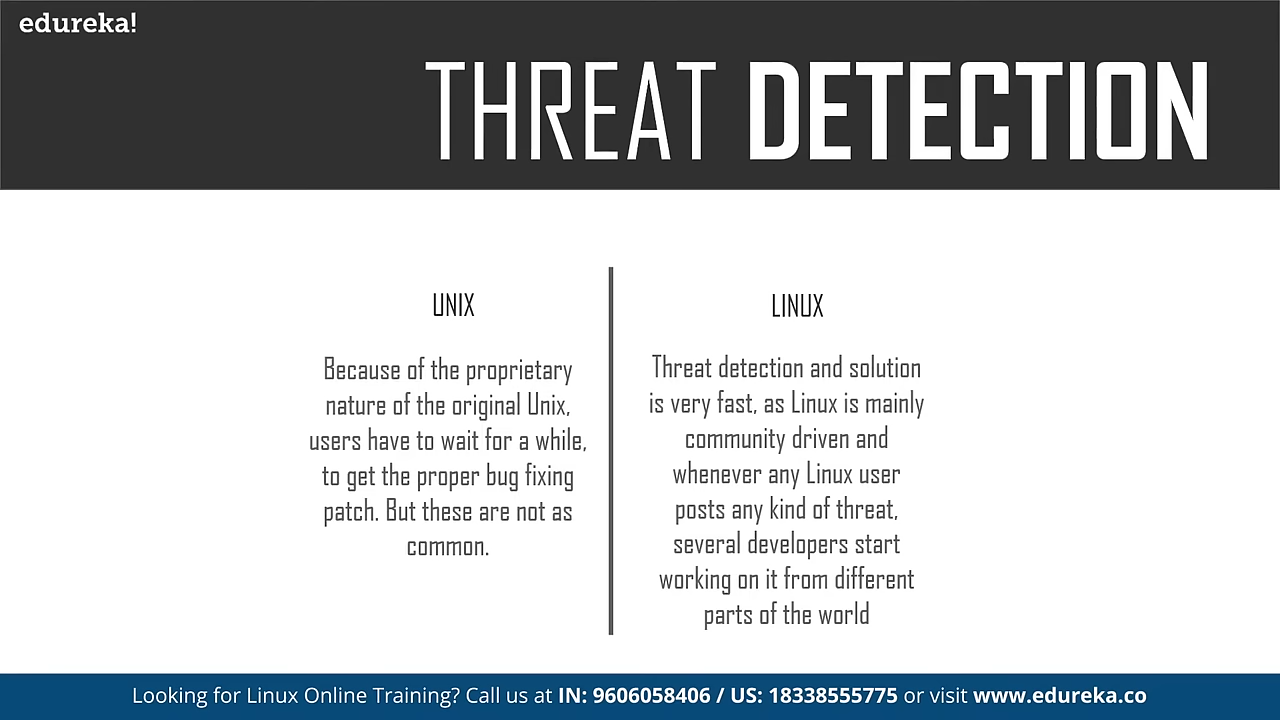 edureka!
THREAT DETECTION
UNIX
Because of the proprietary
nature of the original Unix,
users have to wait for a while,
to get the proper bug fixing
patch. But these are not as
common.
LINUX
Threat detection and solution
is very fast, as Linux is mainly
community driven and
whenever any Linux user
posts any kind of threat,
several developers start
working on it from different
parts of the world
Looking for Linux Online Training? Call us at IN: 9606058406 / US: 18338555775 or visit www.edureka.co